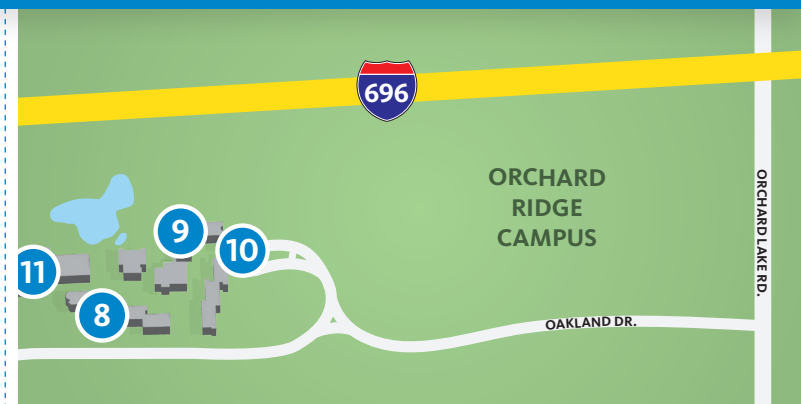 696
ORCHARD
RIDGE
CAMPUS
ORCHARD LAKE RD.
9
10
11
8
OAKLAND DR.